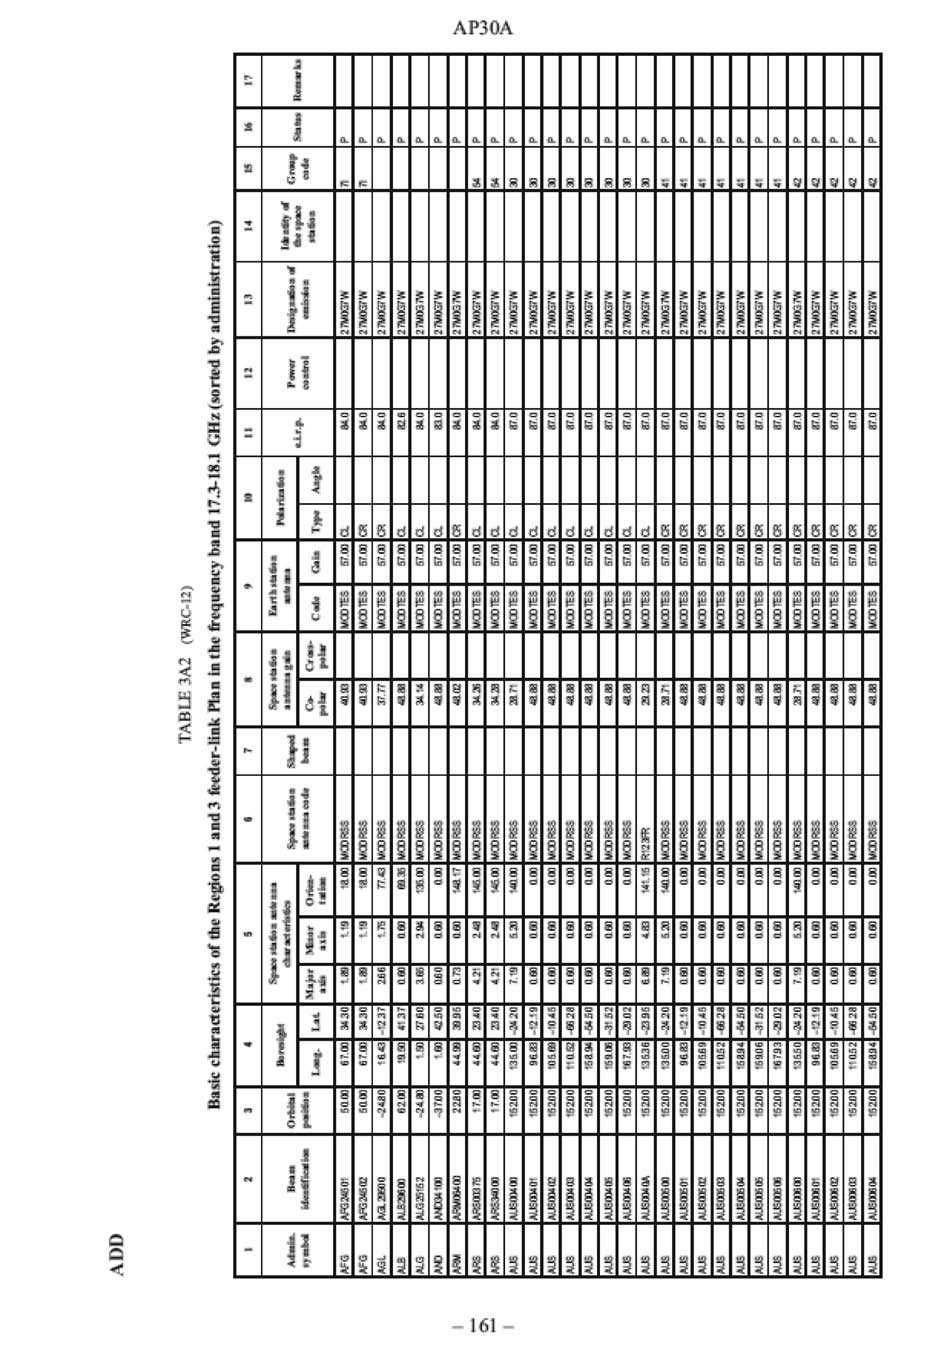 AP30A
ADD
TABLE 3A2 (WRC-12)
Basic characteristics of the Regions 1 and 3 feeder-link Plan in the frequency band 17.3-18.1 GHz (sorted by administration)
1 2 3 4 5 6 7 8 9 10 11 12 13 14 15 16 17
Admin. symbol Beam identification Orbital position Boresight Space station antenna characteristics Space station antenna code Shaped beam Space station antenna gain Earth station antenna Polarization e.i.r.p. Power control Designation of emission Identity of the space station Group code Status Remarks
Long. Lat. Major axis Minor axis Orientation Co-polar Cross-polar Code Gain Type Angle
AFG AFG24501 50.00 67.00 34.30 1.89 1.19 18.00 MODRSS 40.93 MODTES 57.00 CL 84.0 27M0G7W 71 P
AFG AFG24502 50.00 67.00 34.30 1.89 1.19 18.00 MODRSS 40.93 MODTES 57.00 CR 84.0 27M0G7W 71 P
AGL AGL29500 -24.80 16.43 -12.37 2.66 1.75 77.43 MODRSS 37.77 MODTES 57.00 CR 84.0 27M0G7W P
ALB ALB29600 62.00 19.50 41.37 0.60 0.60 69.35 MODRSS 48.88 MODTES 57.00 CL 82.6 27M0G7W P
ALG ALG25152 -24.80 1.50 27.60 3.65 2.94 135.00 MODRSS 34.14 MODTES 57.00 CL 84.0 27M0G7W P
AND AND34100 -37.00 1.60 42.50 0.60 0.60 0.00 MODRSS 48.88 MODTES 57.00 CL 83.0 27M0G7W P
ARM ARM06400 22.80 44.99 39.95 0.73 0.60 148.17 MODRSS 48.02 MODTES 57.00 CR 84.0 27M0G7W P
ARS ARS00375 17.00 44.60 23.40 4.21 2.48 145.00 MODRSS 34.26 MODTES 57.00 CL 84.0 27M0G7W 54 P
ARS ARS34000 17.00 44.60 23.40 4.21 2.48 145.00 MODRSS 34.28 MODTES 57.00 CL 84.0 27M0G7W 54 P
AUS AUS00400 152.00 135.00 -24.20 7.19 5.20 140.00 MODRSS 28.71 MODTES 57.00 CL 87.0 27M0G7W 30 P
AUS AUS00401 152.00 96.83 -12.19 0.60 0.60 0.00 MODRSS 48.88 MODTES 57.00 CL 87.0 27M0G7W 30 P
AUS AUS00402 152.00 105.69 -10.45 0.60 0.60 0.00 MODRSS 48.88 MODTES 57.00 CL 87.0 27M0G7W 30 P
AUS AUS00403 152.00 110.52 -66.28 0.60 0.60 0.00 MODRSS 48.88 MODTES 57.00 CL 87.0 27M0G7W 30 P
AUS AUS00404 152.00 158.94 -54.50 0.60 0.60 0.00 MODRSS 48.88 MODTES 57.00 CL 87.0 27M0G7W 30 P
AUS AUS00405 152.00 159.06 -31.52 0.60 0.60 0.00 MODRSS 48.88 MODTES 57.00 CL 87.0 27M0G7W 30 P
AUS AUS00406 152.00 167.93 -29.02 0.60 0.60 0.00 MODRSS 48.88 MODTES 57.00 CL 87.0 27M0G7W 30 P
AUS AUS0040A 152.00 135.36 -23.95 6.89 4.83 141.15 R123FR 29.23 MODTES 57.00 CL 87.0 27M0G7W 30 P
AUS AUS00500 152.00 135.00 -24.20 7.19 5.20 140.00 MODRSS 28.71 MODTES 57.00 CR 87.0 27M0G7W 41 P
AUS AUS00501 152.00 96.83 -12.19 0.60 0.60 0.00 MODRSS 48.88 MODTES 57.00 CR 87.0 27M0G7W 41 P
AUS AUS00502 152.00 105.69 -10.45 0.60 0.60 0.00 MODRSS 48.88 MODTES 57.00 CR 87.0 27M0G7W 41 P
AUS AUS00503 152.00 110.52 -66.28 0.60 0.60 0.00 MODRSS 48.88 MODTES 57.00 CR 87.0 27M0G7W 41 P
AUS AUS00504 152.00 158.94 -54.50 0.60 0.60 0.00 MODRSS 48.88 MODTES 57.00 CR 87.0 27M0G7W 41 P
AUS AUS00505 152.00 159.06 -31.52 0.60 0.60 0.00 MODRSS 48.88 MODTES 57.00 CR 87.0 27M0G7W 41 P
AUS AUS00506 152.00 167.93 -29.02 0.60 0.60 0.00 MODRSS 48.88 MODTES 57.00 CR 87.0 27M0G7W 41 P
AUS AUS00600 152.00 135.50 -24.20 7.19 5.20 140.00 MODRSS 28.71 MODTES 57.00 CR 87.0 27M0G7W 42 P
AUS AUS00601 152.00 96.83 -12.19 0.60 0.60 0.00 MODRSS 48.88 MODTES 57.00 CR 87.0 27M0G7W 42 P
AUS AUS00602 152.00 105.69 -10.45 0.60 0.60 0.00 MODRSS 48.88 MODTES 57.00 CR 87.0 27M0G7W 42 P
AUS AUS00603 152.00 110.52 -66.28 0.60 0.60 0.00 MODRSS 48.88 MODTES 57.00 CR 87.0 27M0G7W 42 P
AUS AUS00604 152.00 158.94 -54.50 0.60 0.60 0.00 MODRSS 48.88 MODTES 57.00 CR 87.0 27M0G7W 42 P
– 161 –